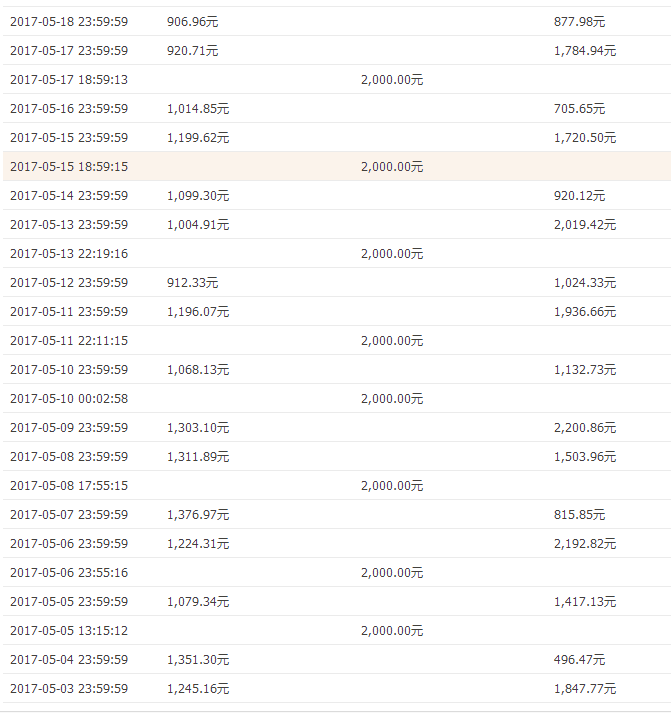 2017-05-18 23:59:59 906.96元 877.98元
2017-05-17 23:59:59 920.71元 1,784.94元
2017-05-17 18:59:13 2,000.00元
2017-05-16 23:59:59 1,014.85元 705.65元
2017-05-15 23:59:59 1,199.62元 1,720.50元
2017-05-15 18:59:15 2,000.00元
2017-05-14 23:59:59 1,099.30元 920.12元
2017-05-13 23:59:59 1,004.91元 2,019.42元
2017-05-13 22:19:16 2,000.00元
2017-05-12 23:59:59 912.33元 1,024.33元
2017-05-11 23:59:59 1,196.07元 1,936.66元
2017-05-11 22:11:15 2,000.00元
2017-05-10 23:59:59 1,068.13元 1,132.73元
2017-05-10 00:02:58 2,000.00元
2017-05-09 23:59:59 1,303.10元 2,200.86元
2017-05-08 23:59:59 1,311.89元 1,503.96元
2017-05-08 17:55:15 2,000.00元
2017-05-07 23:59:59 1,376.97元 815.85元
2017-05-06 23:59:59 1,224.31元 2,192.82元
2017-05-06 23:55:16 2,000.00元
2017-05-05 23:59:59 1,079.34元 1,417.13元
2017-05-05 13:15:12 2,000.00元
2017-05-04 23:59:59 1,351.30元 496.47元
2017-05-03 23:59:59 1,245.16元 1,847.77元